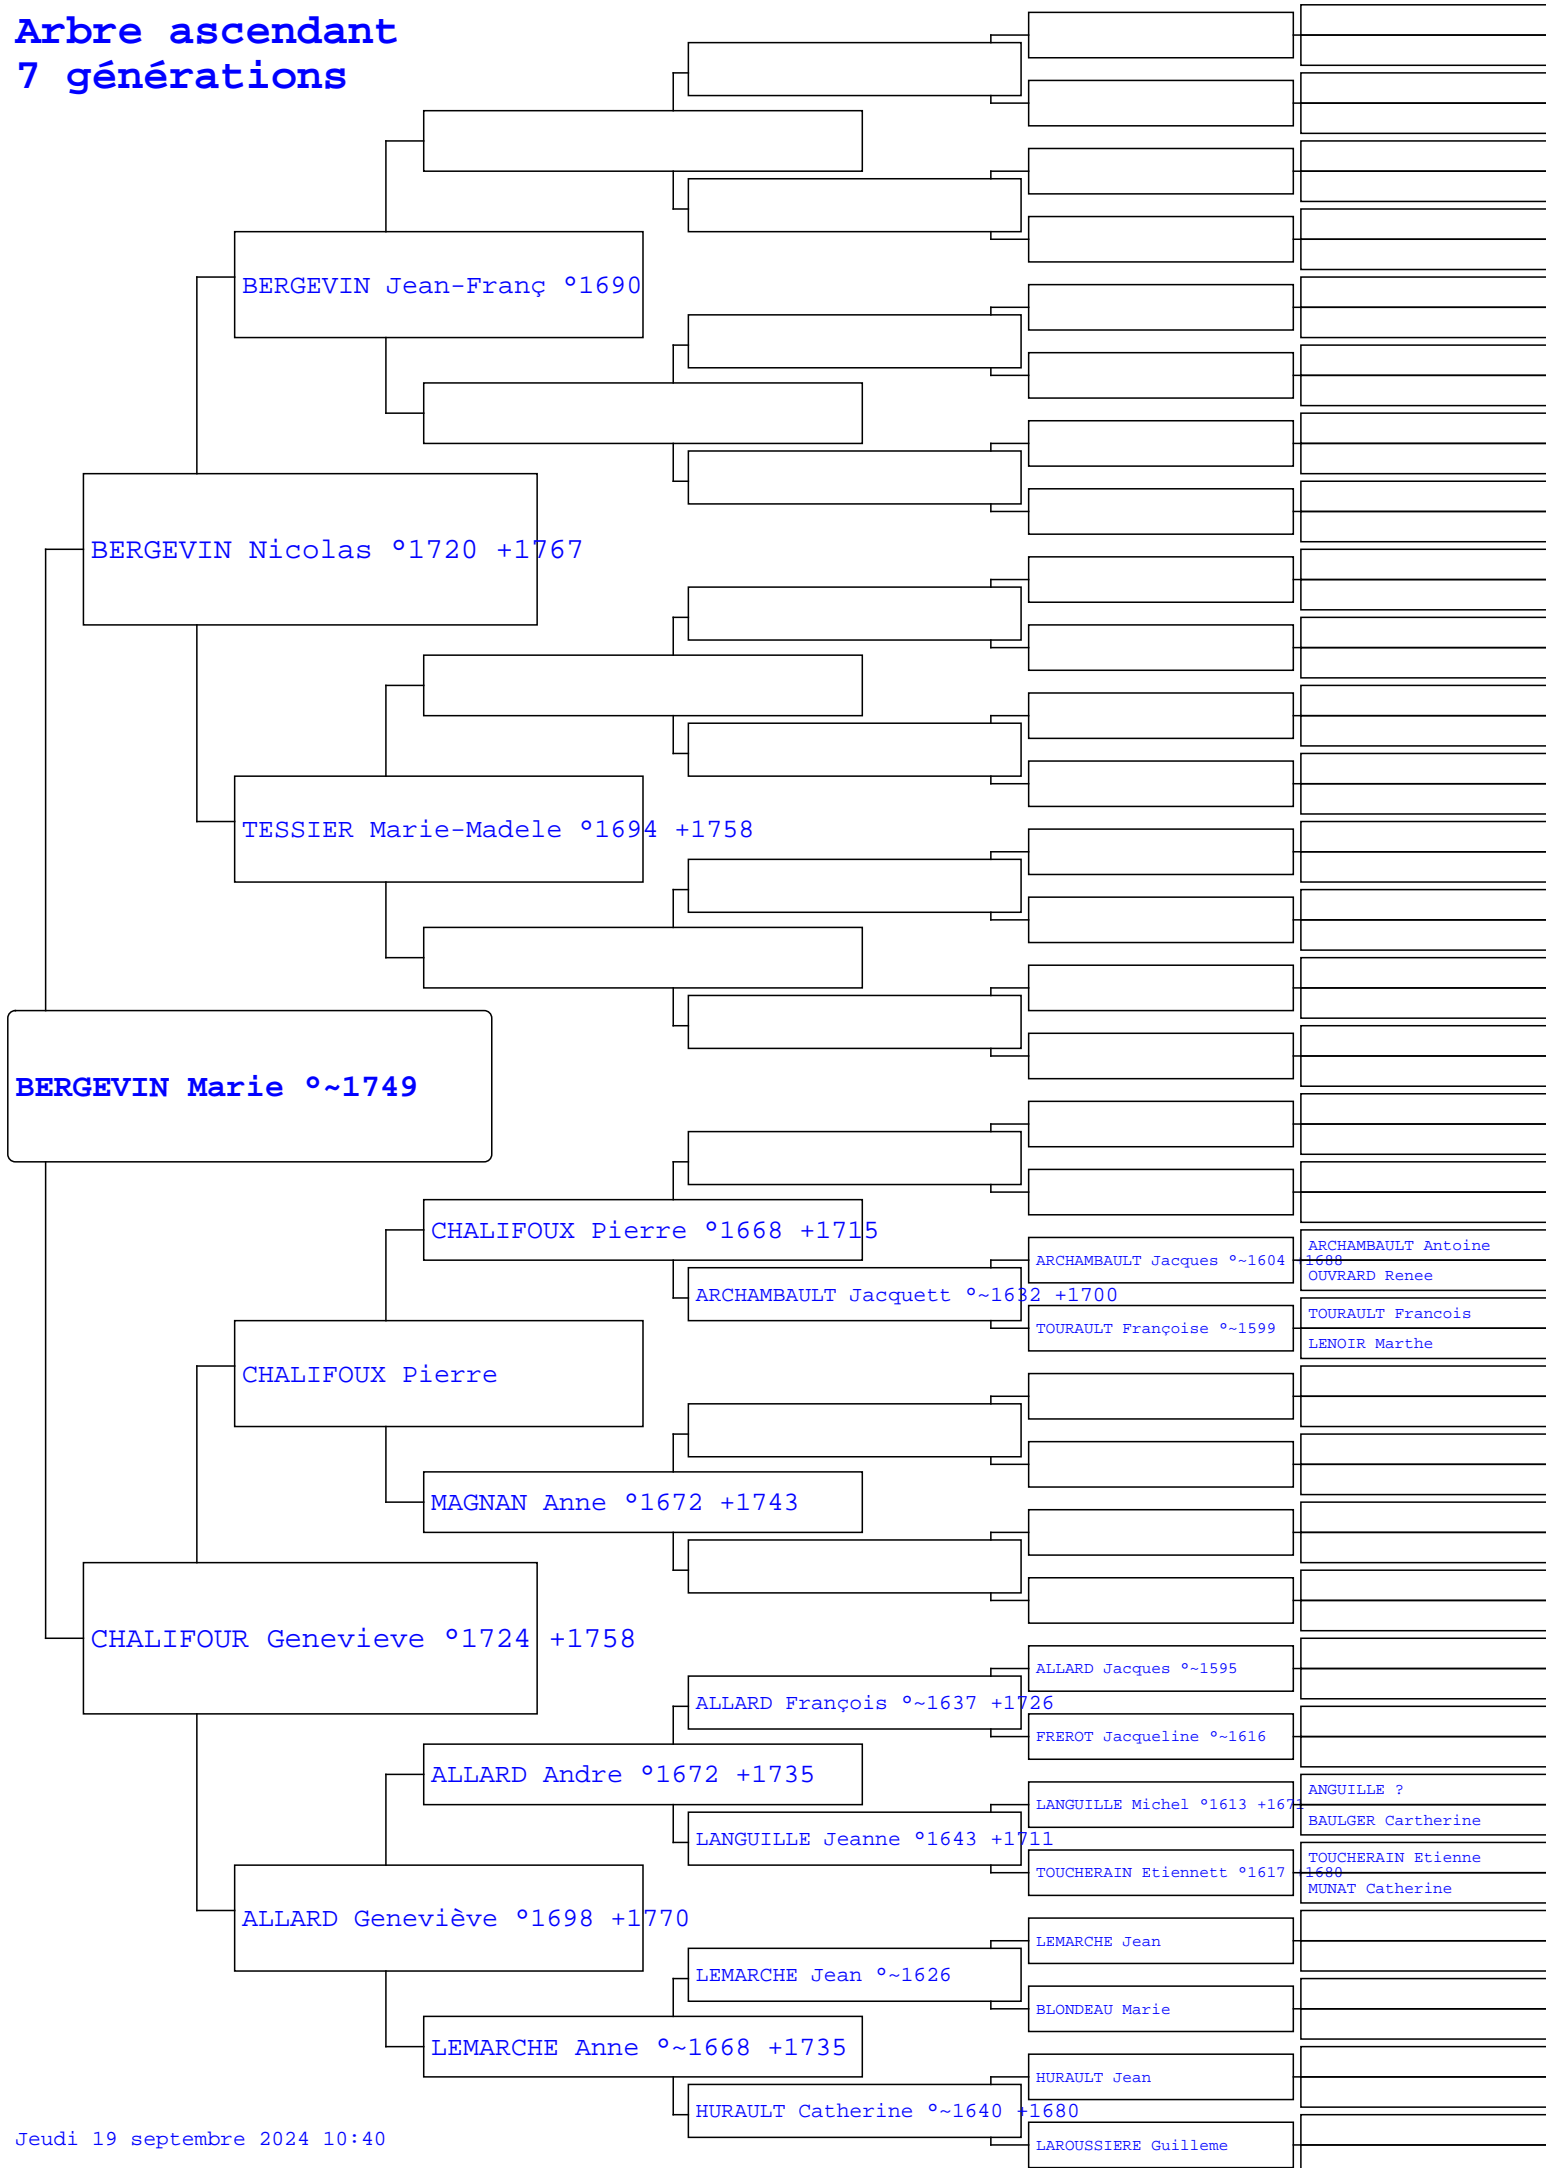 Arbre ascendant
7 générations
BERGEVIN Jean-Franç °1690
BERGEVIN Nicolas °1720 +1767
TESSIER Marie-Madele °1694 +1758
BERGEVIN Marie °~1749
CHALIFOUX Pierre °1668 +1715
ARCHAMBAULT Jacques °~1604 +1688
ARCHAMBAULT Antoine
OUVRARD Renee
ARCHAMBAULT Jacquett °~1632 +1700
TOURAULT Françoise °~1599
TOURAULT Francois
LENOIR Marthe
CHALIFOUX Pierre
MAGNAN Anne °1672 +1743
CHALIFOUR Genevieve °1724 +1758
ALLARD Jacques °~1595
ALLARD François °~1637 +1726
FREROT Jacqueline °~1616
ALLARD Andre °1672 +1735
LANGUILLE Michel °1613 +1671
ANGUILLE ?
BAULGER Cartherine
LANGUILLE Jeanne °1643 +1711
TOUCHERAIN Etiennett °1617 +1680
TOUCHERAIN Etienne
MUNAT Catherine
ALLARD Geneviève °1698 +1770
LEMARCHE Jean
LEMARCHE Jean °~1626
BLONDEAU Marie
LEMARCHE Anne °~1668 +1735
HURAULT Jean
HURAULT Catherine °~1640 +1680
LAROUSSIERE Guilleme
Jeudi 19 septembre 2024 10:40